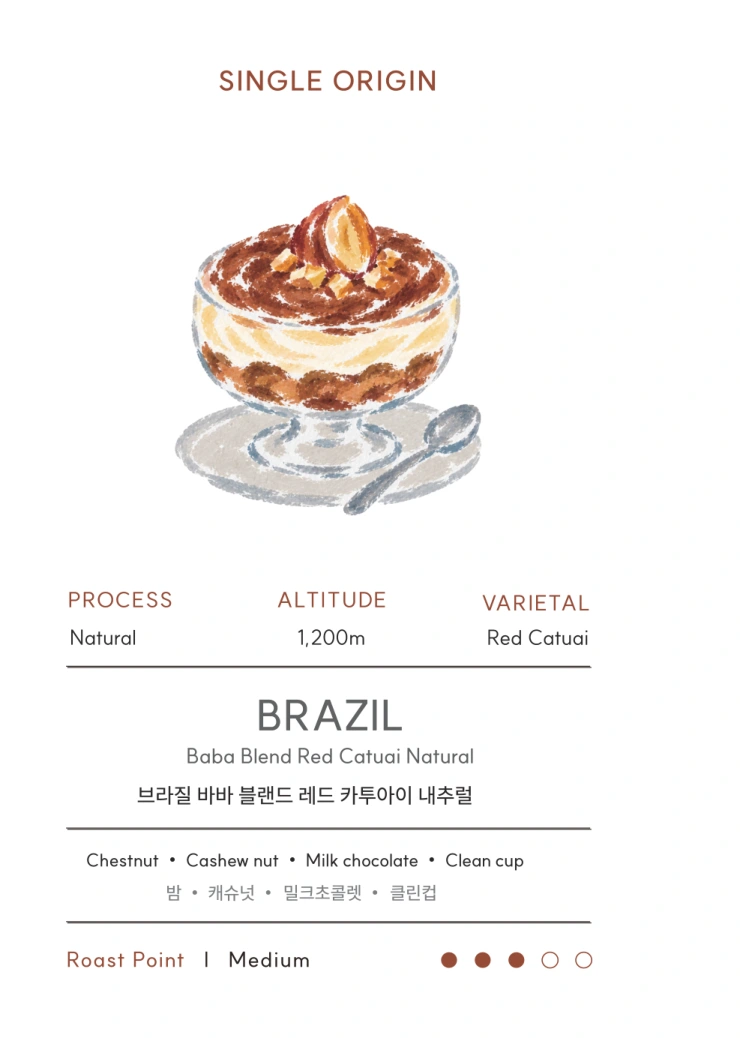 SINGLE ORIGIN
PROCESS ALTITUDE VARIETAL
Natural 1,200m Red Catuai
BRAZIL
Baba Blend Red Catuai Natural
브라질 바바 블랜드 레드 카투아이 내추럴
Chestnut • Cashew nut • Milk chocolate • Clean cup
밤 • 캐슈넛 • 밀크초콜렛 • 클린컵
Roast Point | Medium